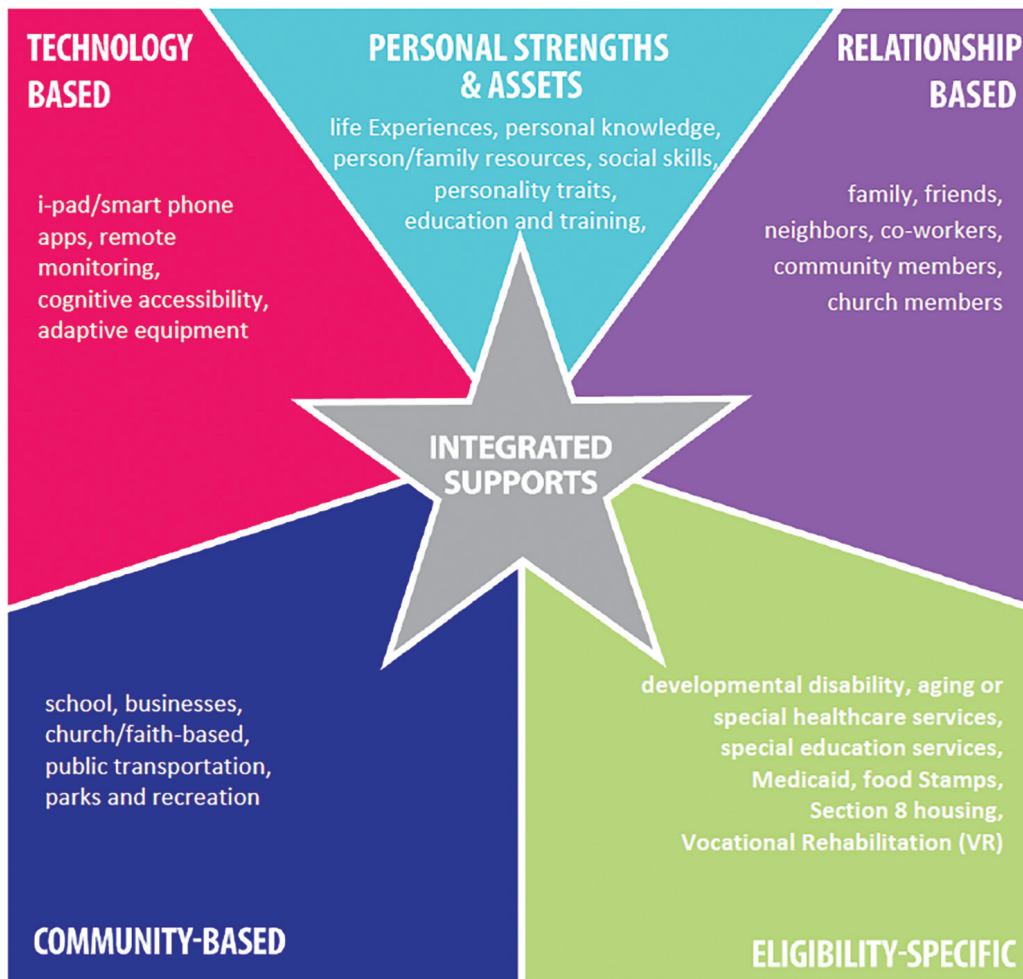 TECHNOLOGY
BASED
i-pad/smart phone
apps, remote
monitoring,
cognitive accessibility,
adaptive equipment
PERSONAL STRENGTHS
& ASSETS
life Experiences, personal knowledge,
person/family resources, social skills,
personality traits,
education and training,
RELATIONSHIP
BASED
family, friends,
neighbors, co-workers,
community members,
church members
INTEGRATED
SUPPORTS
school, businesses,
church/faith-based,
public transportation,
parks and recreation
COMMUNITY-BASED
developmental disability, aging or
special healthcare services,
special education services,
Medicaid, food Stamps,
Section 8 housing,
Vocational Rehabilitation (VR)
ELIGIBILITY-SPECIFIC